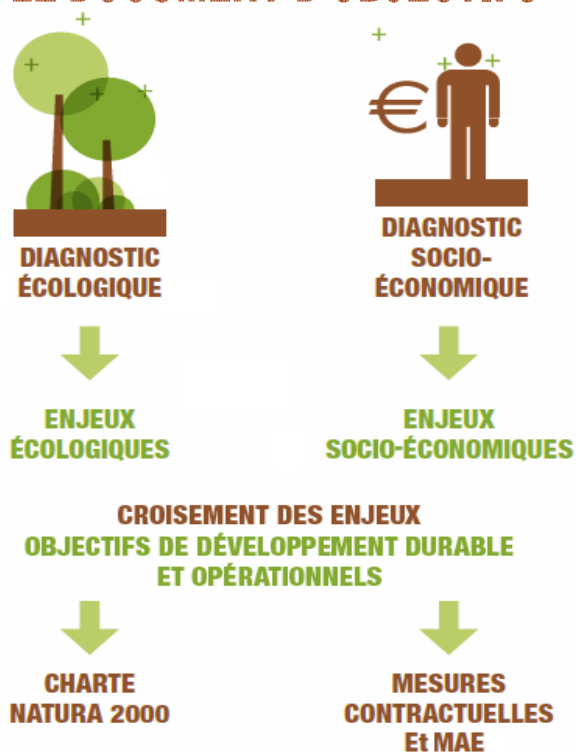 DIAGNOSTIC
ÉCOLOGIQUE
DIAGNOSTIC
SOCIO-
ÉCONOMIQUE
ENJEUX
ÉCOLOGIQUES
ENJEUX
SOCIO-ÉCONOMIQUES
CROISEMENT DES ENJEUX
OBJECTIFS DE DÉVELOPPEMENT DURABLE
ET OPÉRATIONNELS
CHARTE
NATURA 2000
MESURES
CONTRACTUELLES
Et MAE